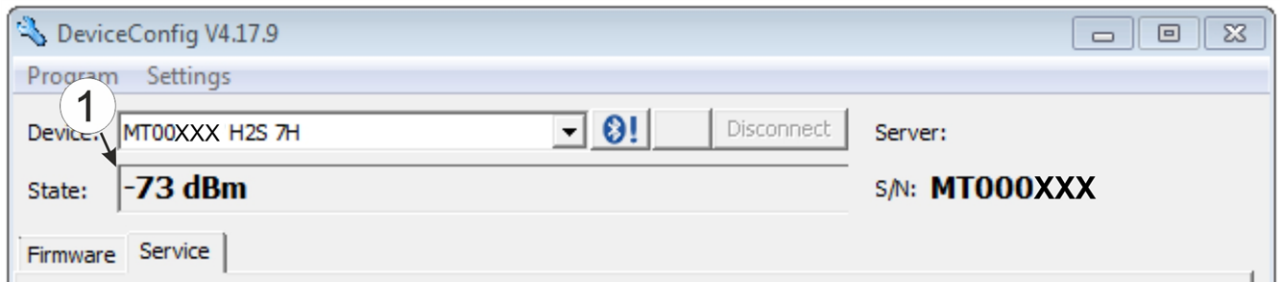 DeviceConfig V4.17.9
Program Settings
1
Device: MT00XXX H2S 7H Disconnect Server:
State: -73 dBm S/N: MT000XXX
Firmware Service